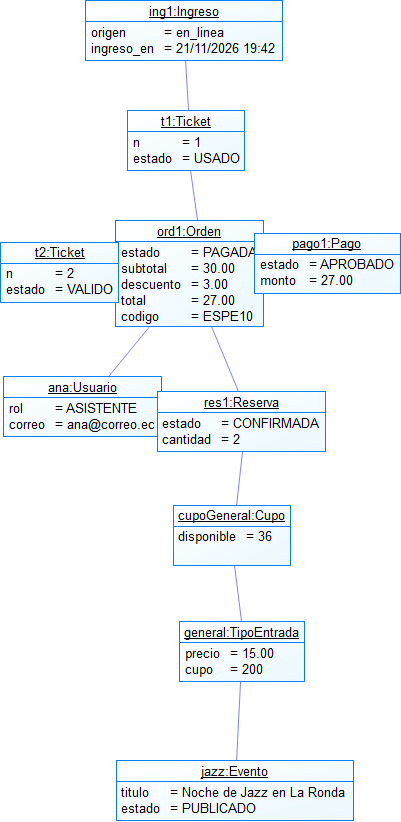 ing1:Ingreso
origen = en_linea
ingreso_en = 21/11/2026 19:42
t1:Ticket
n = 1
estado = USADO
ord1:Orden
estado = PAGADA
subtotal = 30.00
descuento = 3.00
total = 27.00
codigo = ESPE10
t2:Ticket
n = 2
estado = VALIDO
pago1:Pago
estado = APROBADO
monto = 27.00
ana:Usuario
rol = ASISTENTE
correo = ana@correo.ec
res1:Reserva
estado = CONFIRMADA
cantidad = 2
cupoGeneral:Cupo
disponible = 36
general:TipoEntrada
precio = 15.00
cupo = 200
jazz:Evento
titulo = Noche de Jazz en La Ronda
estado = PUBLICADO